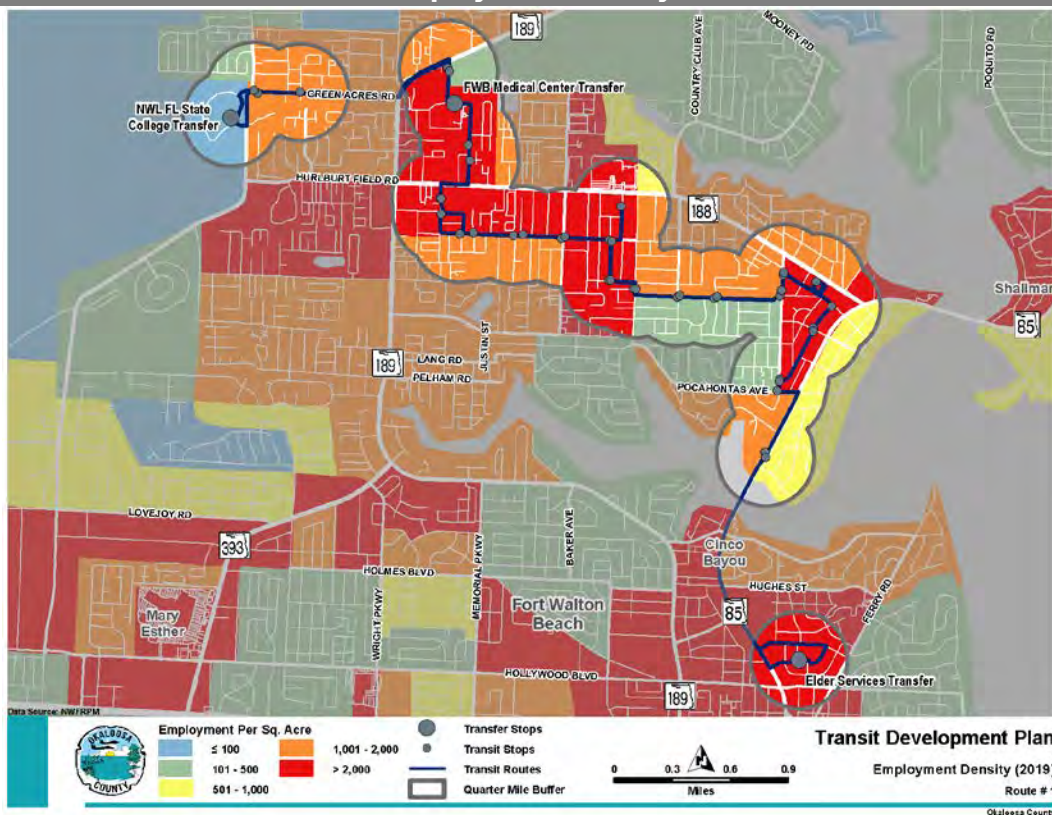 189
MOONEY RD
COUNTRY CLUB AVE
POQUITO RD
GREEN ACRES RD
FWB Medical Center Transfer
NWL FL State
College Transfer
HURLBURT FIELD RD
188
Shalimar
85
JUSTIN ST
189
LANG RD
PELHAM RD
POCAHONTAS AVE
LOVEJOY RD
393
Cinco
Bayou
HOLMES BLVD
WRIGHT PKWY
MEMORIAL PKWY
BAKER AVE
HUGHES ST
FERRY RD
Mary
Esther
Fort Walton
Beach
85
HOLLYWOOD BLVD
189
Elder Services Transfer
Data Source: NWFRPM
OKALOOSA
COUNTY
Employment Per Sq. Acre
≤ 100
101 - 500
501 - 1,000
1,001 - 2,000
> 2,000
Transfer Stops
Transit Stops
Transit Routes
Quarter Mile Buffer
N
0 0.3 0.6 0.9
Miles
Transit Development Plan
Employment Density (2019)
Route #
Okaloosa County